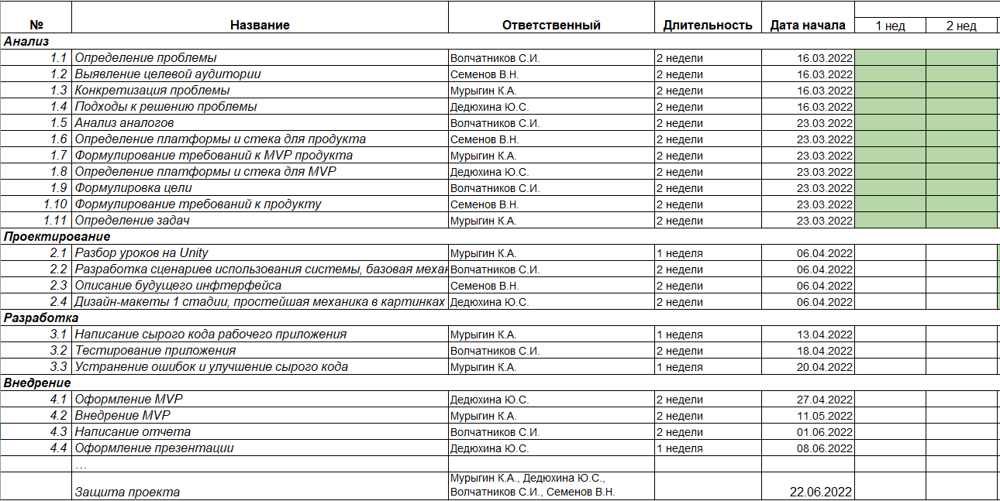 № Название Ответственный Длительность Дата начала 1 нед 2 нед
Анализ
1.1 Определение проблемы Волчатников С.И. 2 недели 16.03.2022
1.2 Выявление целевой аудитории Семенов В.Н. 2 недели 16.03.2022
1.3 Конкретизация проблемы Мурыгин К.А. 2 недели 16.03.2022
1.4 Подходы к решению проблемы Дедюхина Ю.С. 2 недели 16.03.2022
1.5 Анализ аналогов Волчатников С.И. 2 недели 23.03.2022
1.6 Определение платформы и стека для продукта Семенов В.Н. 2 недели 23.03.2022
1.7 Формулирование требований к MVP продукта Мурыгин К.А. 2 недели 23.03.2022
1.8 Определение платформы и стека для MVP Дедюхина Ю.С. 2 недели 23.03.2022
1.9 Формулировка цели Волчатников С.И. 2 недели 23.03.2022
1.10 Формулирование требований к продукту Семенов В.Н. 2 недели 23.03.2022
1.11 Определение задач Мурыгин К.А. 2 недели 23.03.2022
Проектирование
2.1 Разбор уроков на Unity Мурыгин К.А. 1 неделя 06.04.2022
2.2 Разработка сценариев использования системы, базовая механ Волчатников С.И. 2 недели 06.04.2022
2.3 Описание будущего инфтерфейса Семенов В.Н. 2 недели 06.04.2022
2.4 Дизайн-макеты 1 стадии, простейшая механика в картинках Дедюхина Ю.С. 2 недели 06.04.2022
Разработка
3.1 Написание сырого кода рабочего приложения Мурыгин К.А. 1 неделя 13.04.2022
3.2 Тестирование приложения Волчатников С.И. 2 недели 18.04.2022
3.3 Устранение ошибок и улучшение сырого кода Мурыгин К.А. 1 неделя 20.04.2022
Внедрение
4.1 Оформление MVP Дедюхина Ю.С. 2 недели 27.04.2022
4.2 Внедрение MVP Мурыгин К.А. 2 недели 11.05.2022
4.3 Написание отчета Волчатников С.И. 2 недели 01.06.2022
4.4 Оформление презентации Дедюхина Ю.С. 1 неделя 08.06.2022
…
Мурыгин К.А., Дедюхина Ю.С.,
Защита проекта Волчатников С.И., Семенов В.Н. 22.06.2022